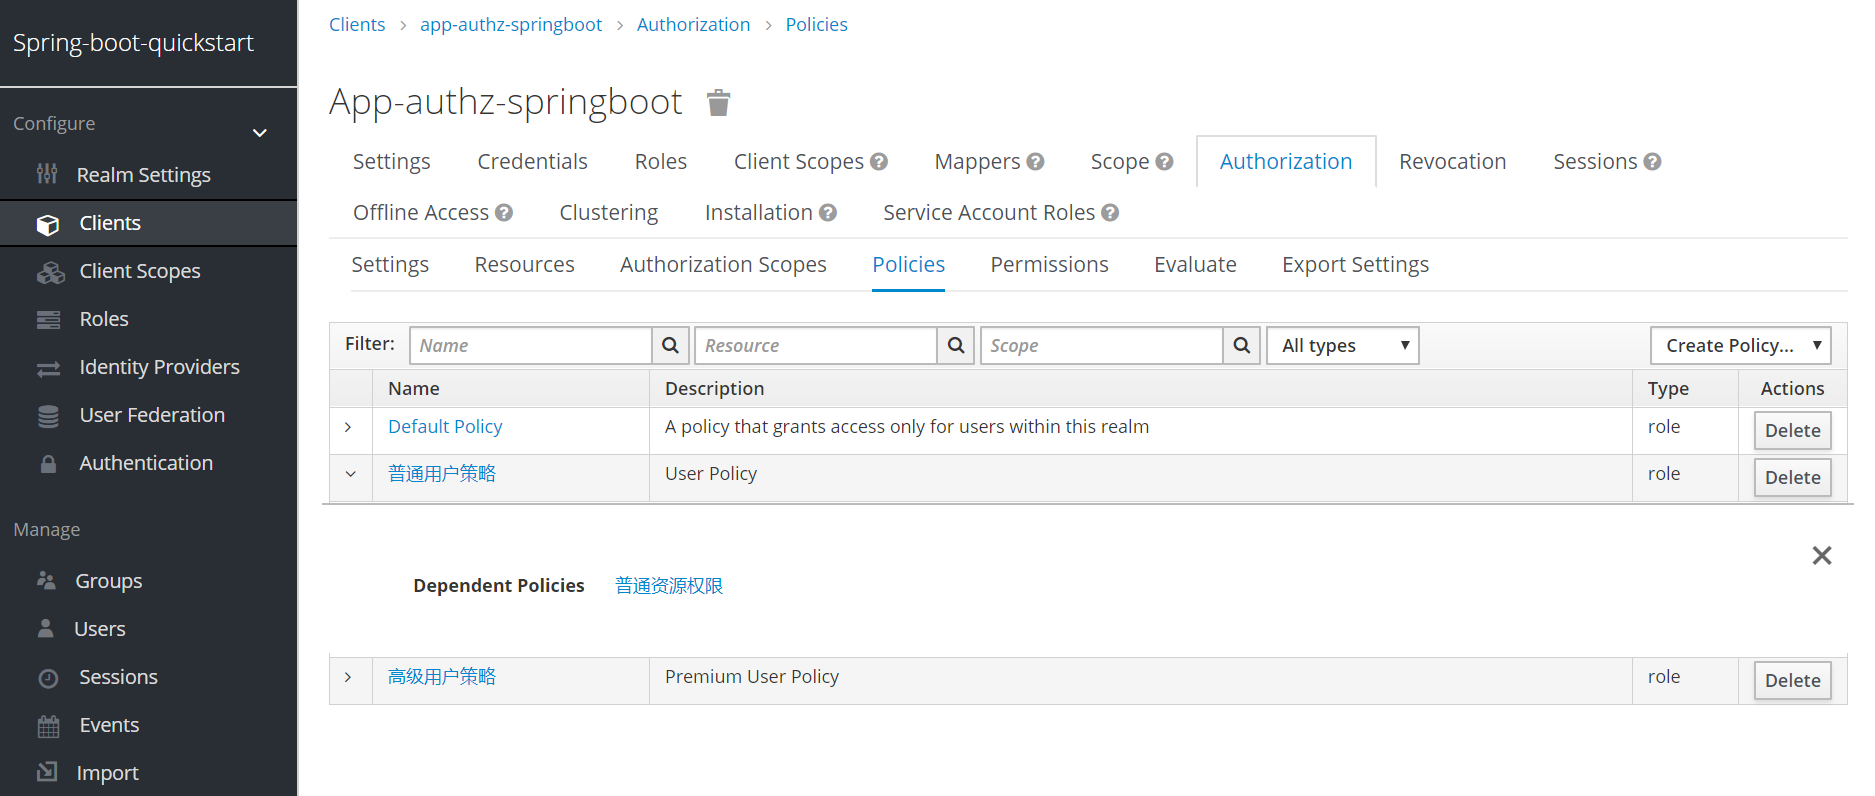 Spring-boot-quickstart
Configure
Realm Settings
Clients
Client Scopes
Roles
Identity Providers
User Federation
Authentication
Manage
Groups
Users
Sessions
Events
Import
Clients > app-authz-springboot > Authorization > Policies
App-authz-springboot
Settings Credentials Roles Client Scopes Mappers Scope Authorization Revocation Sessions
Offline Access Clustering Installation Service Account Roles
Settings Resources Authorization Scopes Policies Permissions Evaluate Export Settings
Filter: Name Resource Scope All types Create Policy...
Name Description Type Actions
Default Policy A policy that grants access only for users within this realm role Delete
普通用户策略 User Policy role Delete
Dependent Policies 普通资源权限
高级用户策略 Premium User Policy role Delete